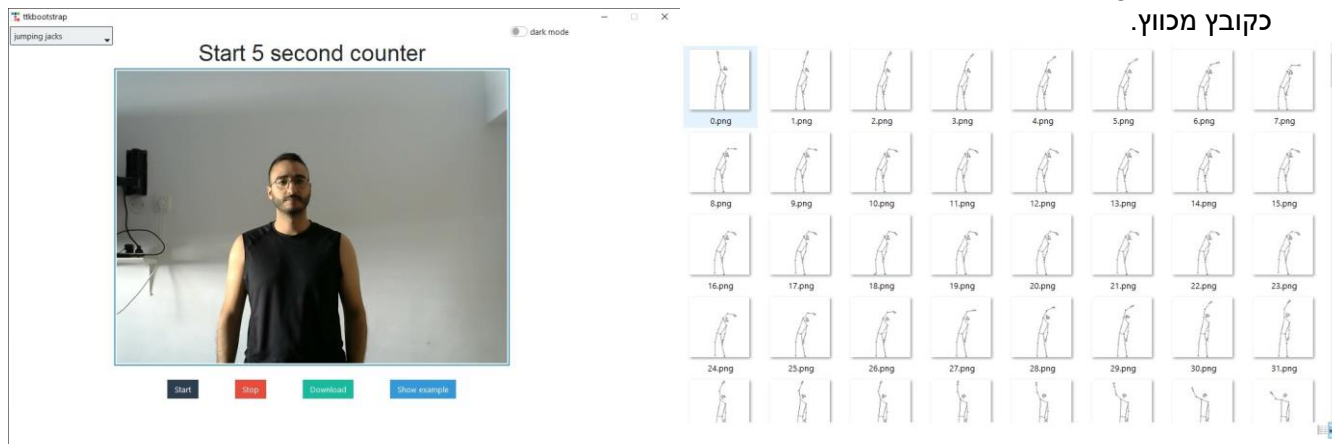 ttkbootstrap
jumping jacks
dark mode
Start 5 second counter
Start
Stop
Download
Show example
כקובץ מכווץ.
0.png
1.png
2.png
3.png
4.png
5.png
6.png
7.png
8.png
9.png
10.png
11.png
12.png
13.png
14.png
15.png
16.png
17.png
18.png
19.png
20.png
21.png
22.png
23.png
24.png
25.png
26.png
27.png
28.png
29.png
30.png
31.png